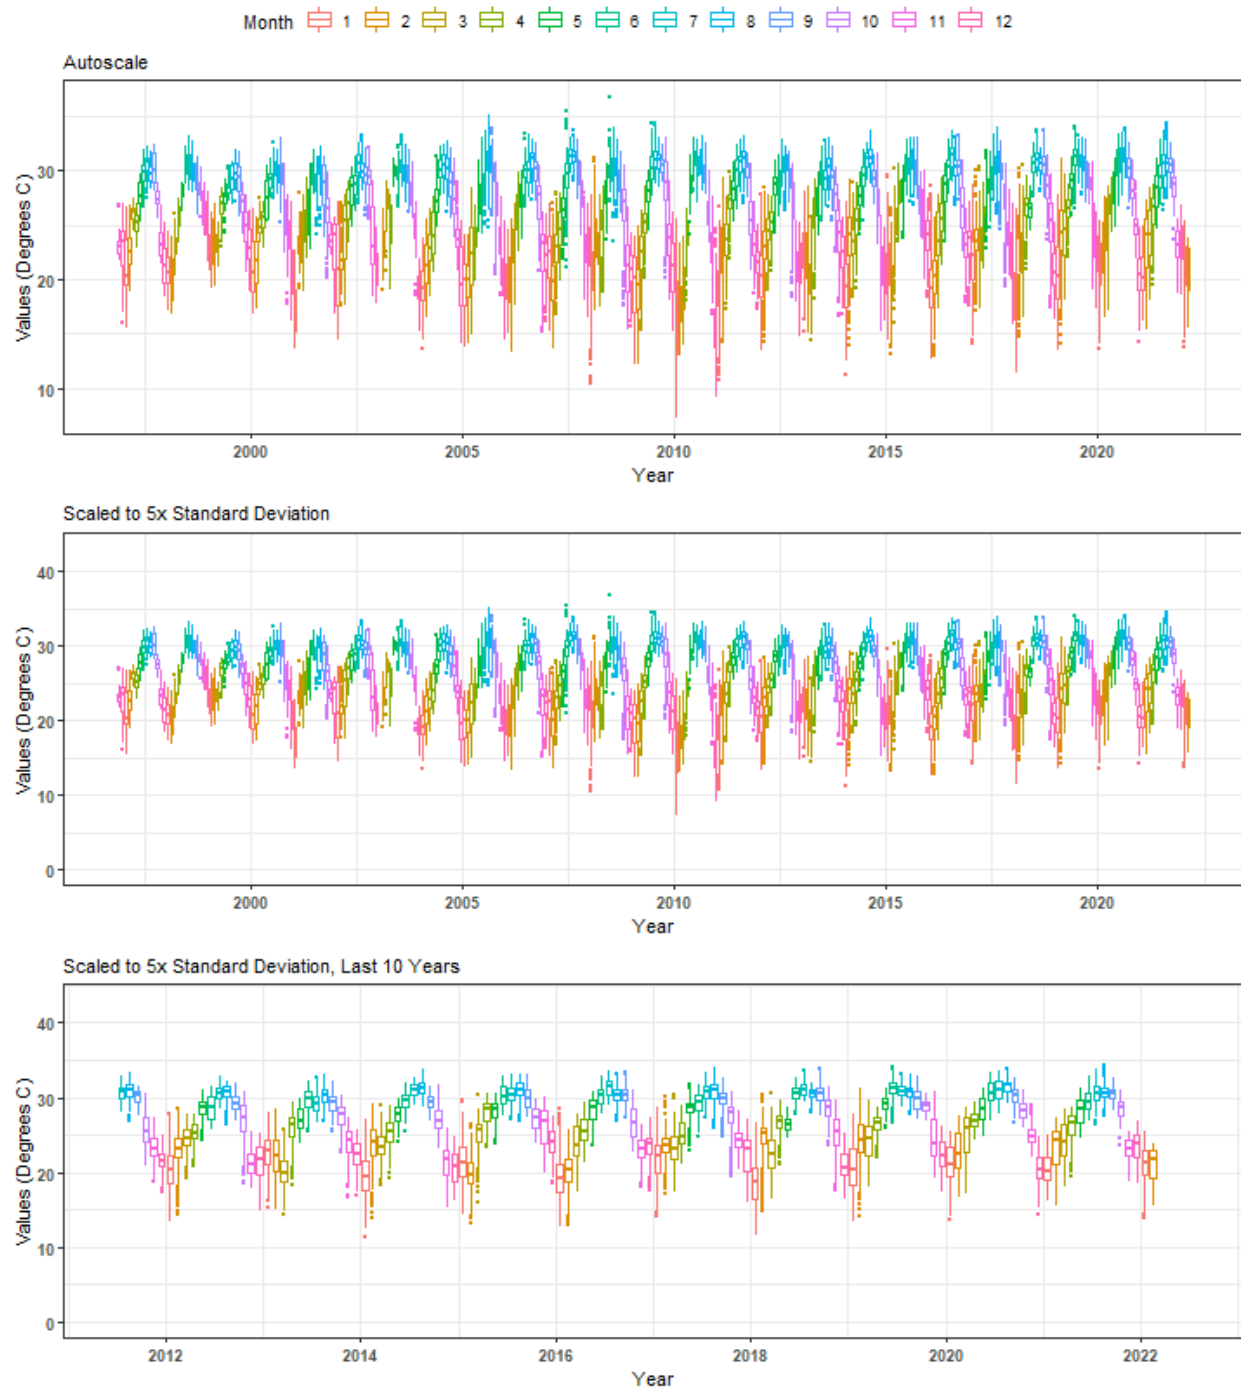 Month 1 2 3 4 5 6 7 8 9 10 11 12
Autoscale
Values (Degrees C)
30
20
10
2000 2005 2010 2015 2020
Year
Scaled to 5x Standard Deviation
Values (Degrees C)
40
30
20
10
0
2000 2005 2010 2015 2020
Year
Scaled to 5x Standard Deviation, Last 10 Years
Values (Degrees C)
40
30
20
10
0
2012 2014 2016 2018 2020 2022
Year